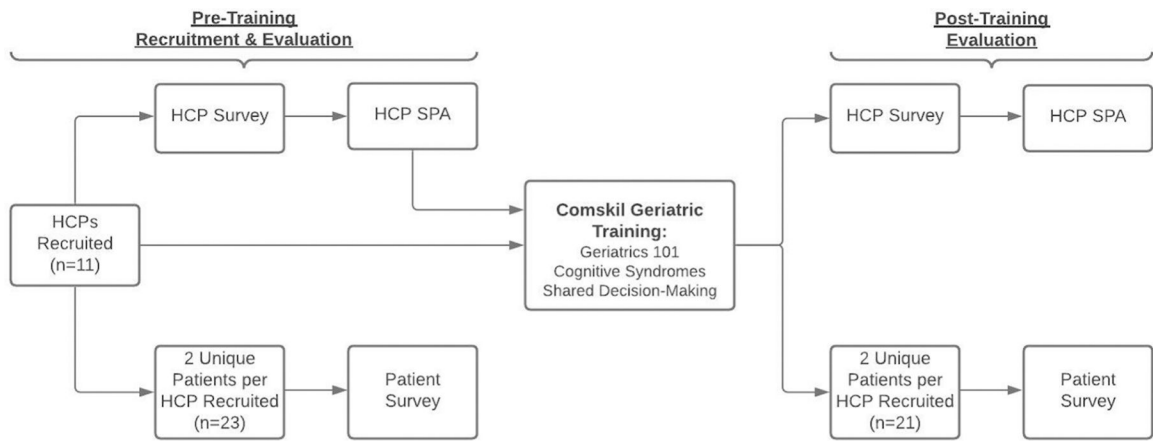 Pre-Training
Recruitment & Evaluation
Post-Training
Evaluation
HCP Survey
HCP SPA
HCP Survey
HCP SPA
HCPs
Recruited
(n=11)
Comskil Geriatric
Training:
Geriatrics 101
Cognitive Syndromes
Shared Decision-Making
2 Unique
Patients per
HCP Recruited
(n=23)
Patient
Survey
2 Unique
Patients per
HCP Recruited
(n=21)
Patient
Survey